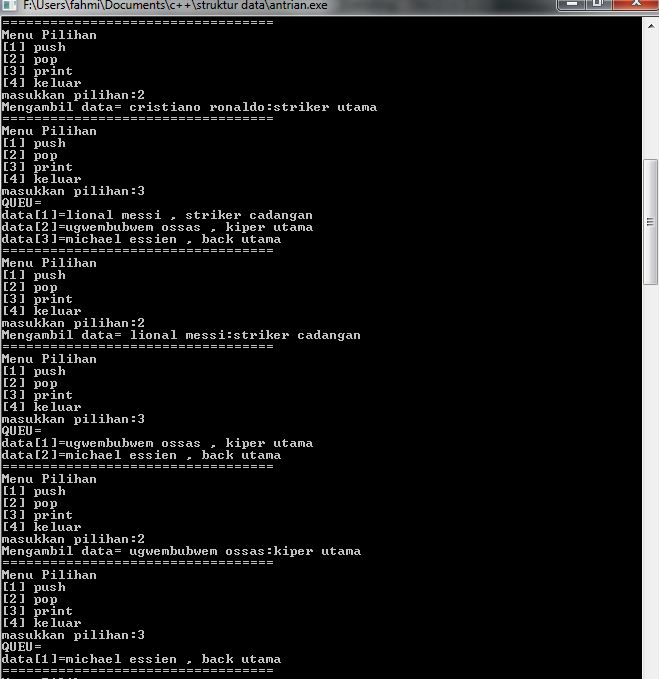 F:\Users\fahmi\Documents\c++\struktur data\antrian.exe
==================================
Menu Pilihan
[1] push
[2] pop
[3] print
[4] keluar
masukkan pilihan:2
Mengambil data= cristiano ronaldo:striker utama
==================================
Menu Pilihan
[1] push
[2] pop
[3] print
[4] keluar
masukkan pilihan:3
QUEU=
data[1]=lional messi , striker cadangan
data[2]=ugwembubwem ossas , kiper utama
data[3]=michael essien , back utama
==================================
Menu Pilihan
[1] push
[2] pop
[3] print
[4] keluar
masukkan pilihan:2
Mengambil data= lional messi:striker cadangan
==================================
Menu Pilihan
[1] push
[2] pop
[3] print
[4] keluar
masukkan pilihan:3
QUEU=
data[1]=ugwembubwem ossas , kiper utama
data[2]=michael essien , back utama
==================================
Menu Pilihan
[1] push
[2] pop
[3] print
[4] keluar
masukkan pilihan:2
Mengambil data= ugwembubwem ossas:kiper utama
==================================
Menu Pilihan
[1] push
[2] pop
[3] print
[4] keluar
masukkan pilihan:3
QUEU=
data[1]=michael essien , back utama
==================================